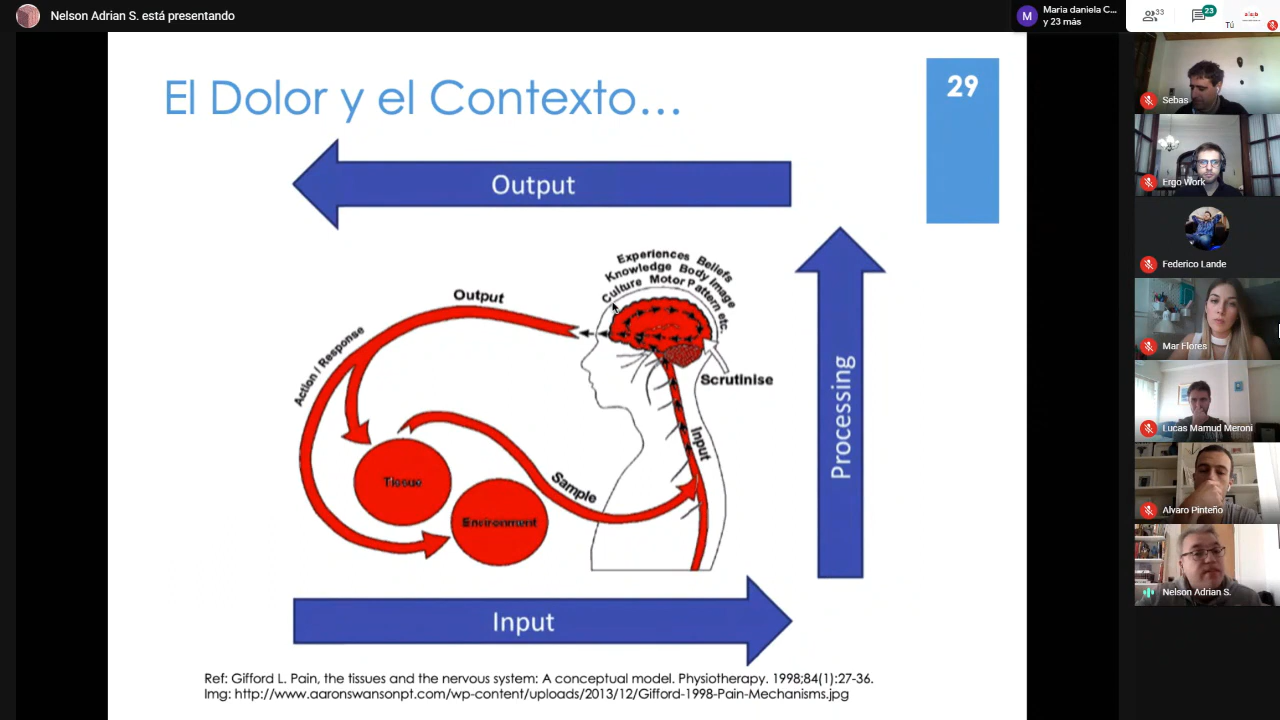 Nelson Adrian S. está presentando
Maria daniela C...
y 23 más
M
33
23
Tú
El Dolor y el Contexto...
29
Output
Experiences Beliefs
Knowledge Body Image
Culture Motor Pattern etc.
Output
Action / Response
Scrutinise
Processing
Input
Tissue
Sample
Environment
Input
Ref: Gifford L. Pain, the tissues and the nervous system: A conceptual model. Physiotherapy. 1998;84(1):27-36.
Img: http://www.aaronswansonpt.com/wp-content/uploads/2013/12/Gifford-1998-Pain-Mechanisms.jpg
Sebas
Ergo Work
Federico Lande
Mar Flores
Lucas Mamud Meroni
Alvaro Pinteño
Nelson Adrian S.